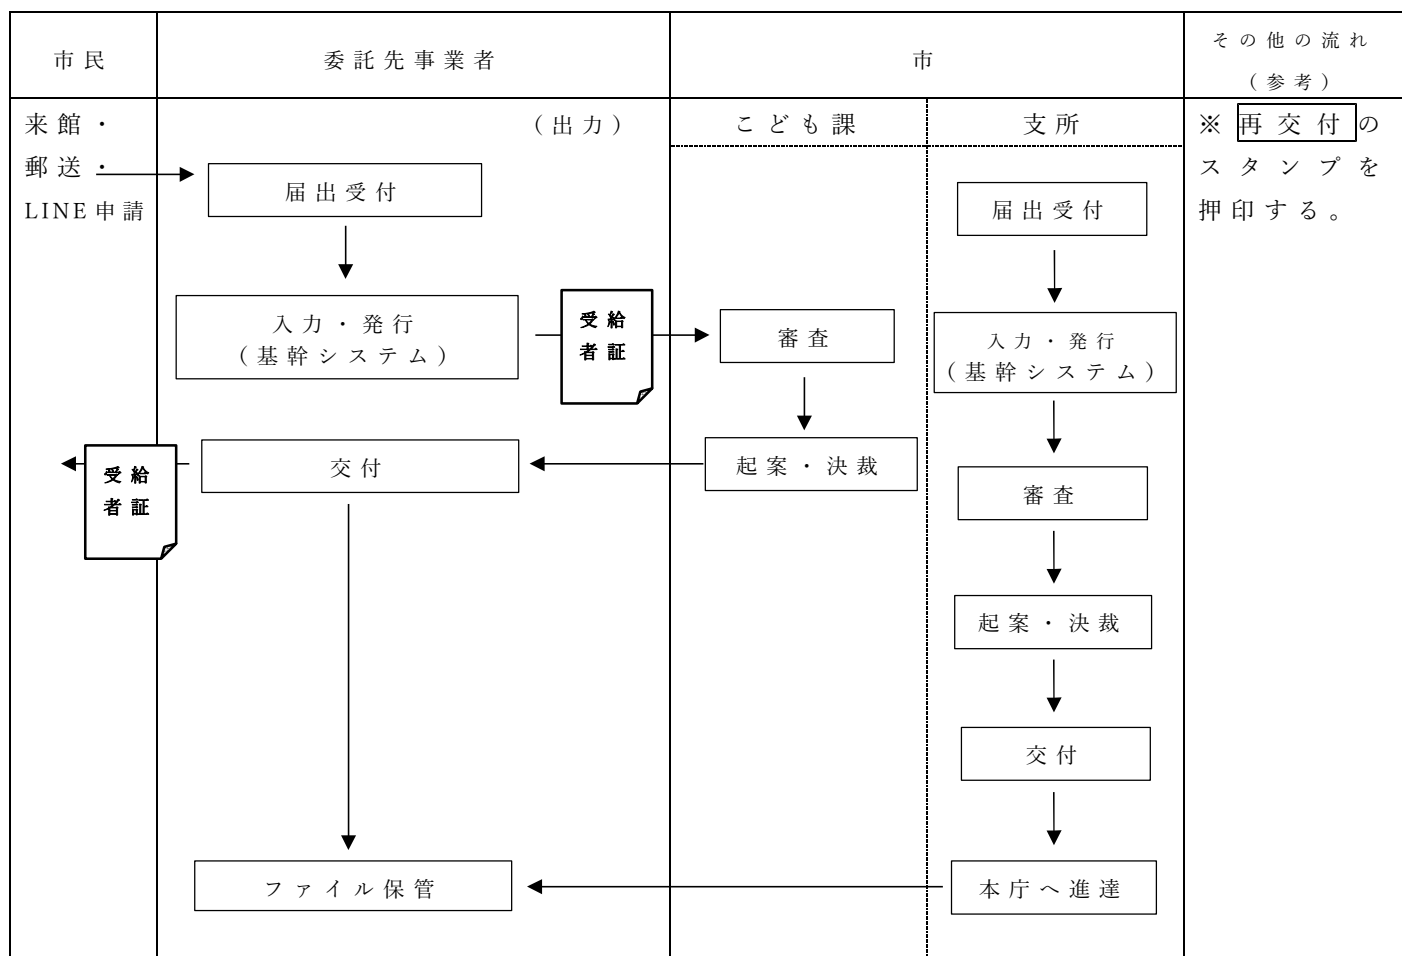 市民
委託先事業者
市
その他の流れ
(参考)
来館・
郵送・
LINE申請
(出力)
届出受付
入力・発行
(基幹システム)
受給
者証
交付
受給
者証
ファイル保管
こども課
審査
起案・決裁
支所
届出受付
入力・発行
(基幹システム)
審査
起案・決裁
交付
本庁へ進達
※再交付の
スタンプを
押印する。